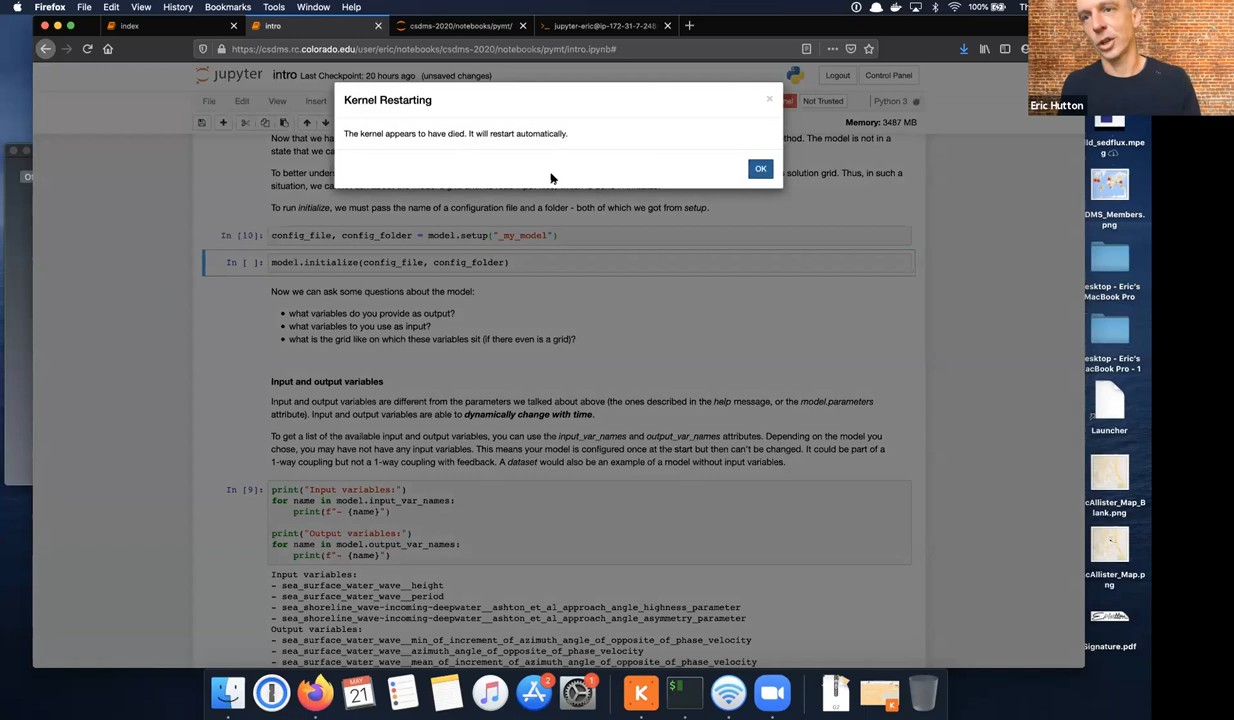 Firefox File Edit View History Bookmarks Tools Window Help
100%
index
intro
csdms-2020/notebooks/pymt/
jupyter-eric@ip-172-31-7-246
https://csdms.rc.colorado.edu/user/eric/notebooks/csdms-2020/notebooks/pymt/intro.ipynb#
Eric Hutton
jupyter intro Last Checkpoint: 20 hours ago (unsaved changes)
Logout
Control Panel
File Edit View Insert
Not Trusted
Python 3
Memory: 3487 MB
Kernel Restarting
The kernel appears to have died. It will restart automatically.
OK
Now that we ha
thod. The model is not in a
state that we c
To better under
s solution grid. Thus, in such a
situation, we c
To run initialize, we must pass the name of a configuration file and a folder - both of which we got from setup.
In [10]: config_file, config_folder = model.setup("_my_model")
In [ ]: model.initialize(config_file, config_folder)
Now we can ask some questions about the model:
• what variables do you provide as output?
• what variables to you use as input?
• what is the grid like on which these variables sit (if there even is a grid)?
Input and output variables
Input and output variables are different from the parameters we talked about above (the ones described in the help message, or the model.parameters
attribute). Input and output variables are able to dynamically change with time.
To get a list of the available input and output variables, you can use the input_var_names and output_var_names attributes. Depending on the model you
chose, you may have not have any input variables. This means your model is configured once at the start but then can't be changed. It could be part of a
1-way coupling but not a 1-way coupling with feedback. A dataset would also be an example of a model without input variables.
In [9]: print("Input variables:")
for name in model.input_var_names:
print(f"- {name}")
print("Output variables:")
for name in model.output_var_names:
print(f"- {name}")
Input variables:
- sea_surface_water_wave__height
- sea_surface_water_wave__period
- sea_shoreline_wave~incoming~deepwater__ashton_et_al_approach_angle_highness_parameter
- sea_shoreline_wave~incoming~deepwater__ashton_et_al_approach_angle_asymmetry_parameter
Output variables:
- sea_surface_water_wave__min_of_increment_of_azimuth_angle_of_opposite_of_phase_velocity
- sea_surface_water_wave__azimuth_angle_of_opposite_of_phase_velocity
- sea_surface_water_wave__mean_of_increment_of_azimuth_angle_of_opposite_of_phase_velocity
ld_sedflux.mpe
g
DMS_Members.
png
esktop - Eric's
MacBook Pro
esktop - Eric's
acBook Pro - 1
Launcher
cAllister_Map_B
lank.png
cAllister_Map.p
ng
Signature.pdf
MAY
21
2
1